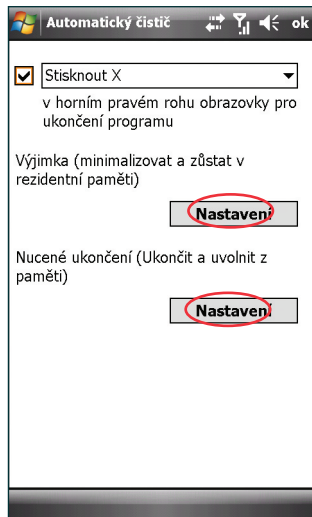 Automatický čistič
ok
Stisknout X
v horním pravém rohu obrazovky pro
ukončení programu
Výjimka (minimalizovat a zůstat v
rezidentní paměti)
Nastavení
Nucené ukončení (Ukončit a uvolnit z
paměti)
Nastavení